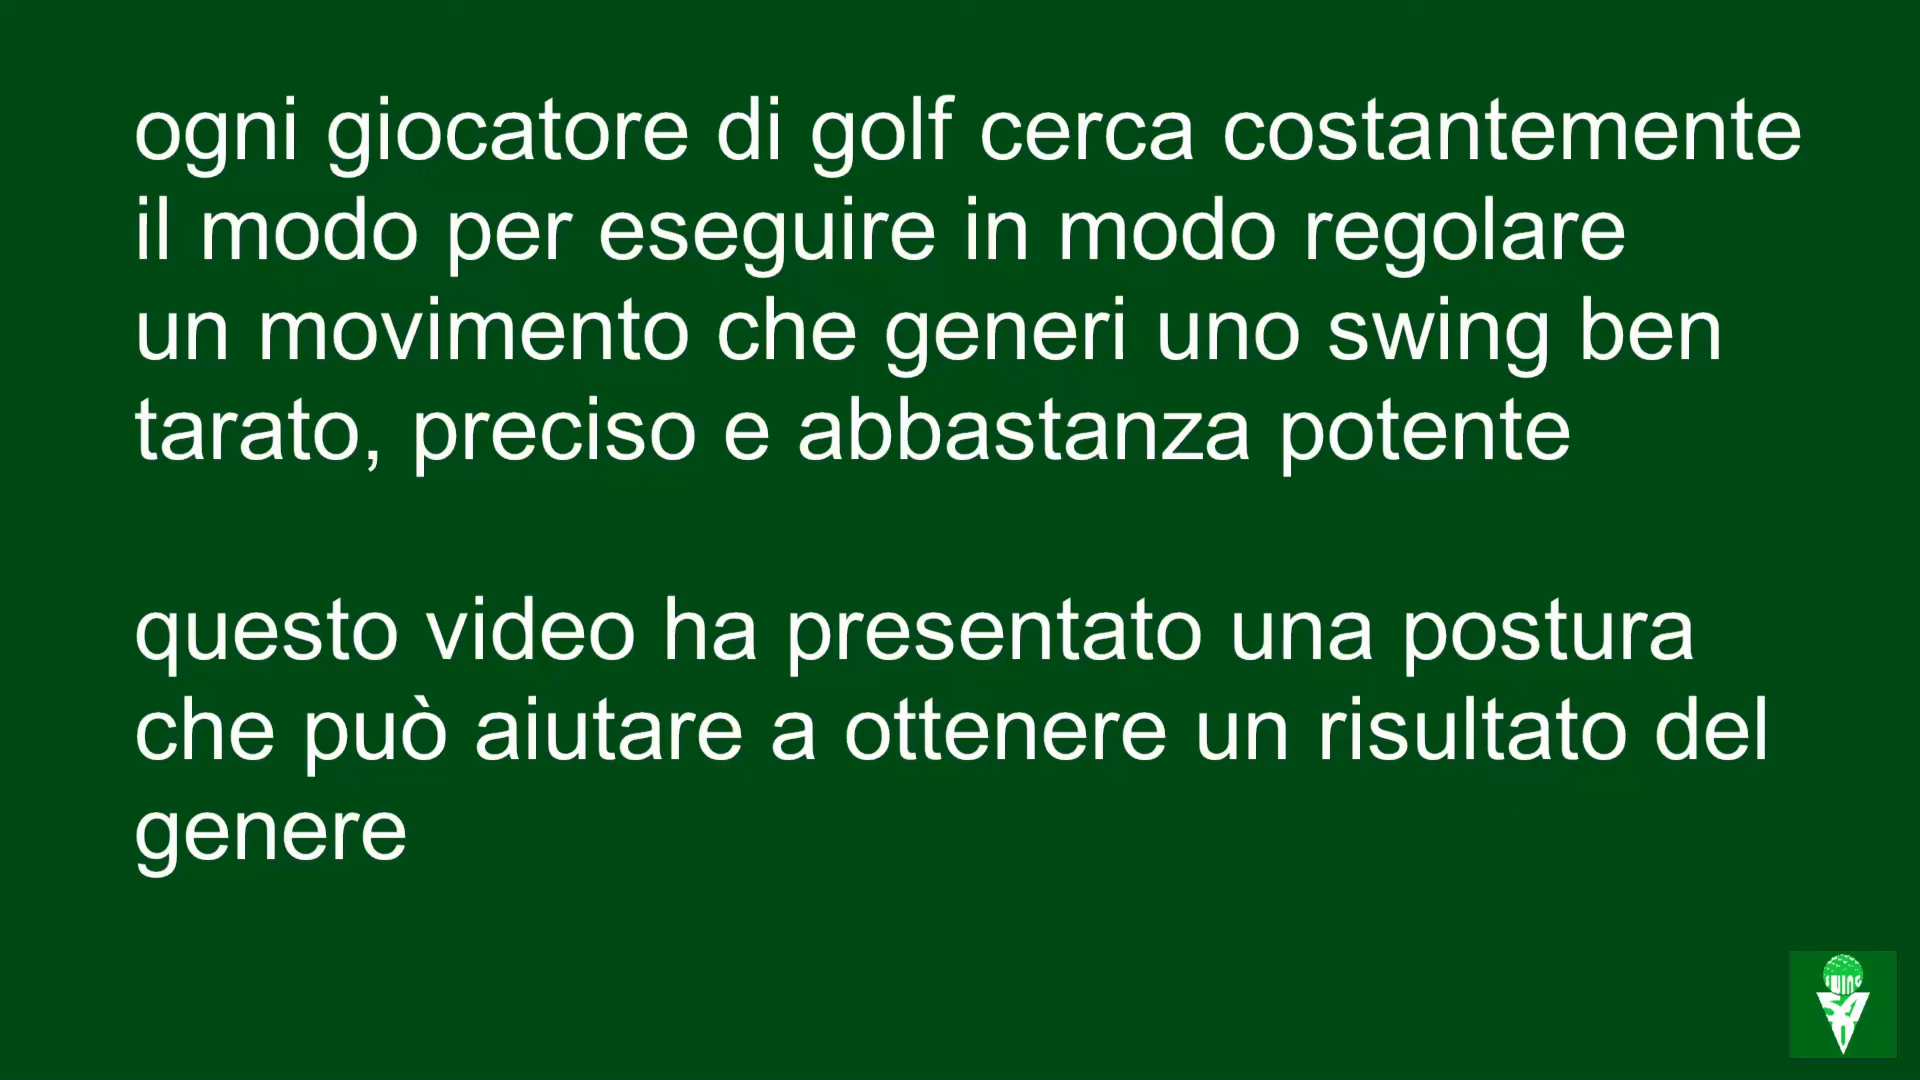 ogni giocatore di golf cerca costantemente
il modo per eseguire in modo regolare
un movimento che generi uno swing ben
tarato, preciso e abbastanza potente
questo video ha presentato una postura
che può aiutare a ottenere un risultato del
genere
SWING